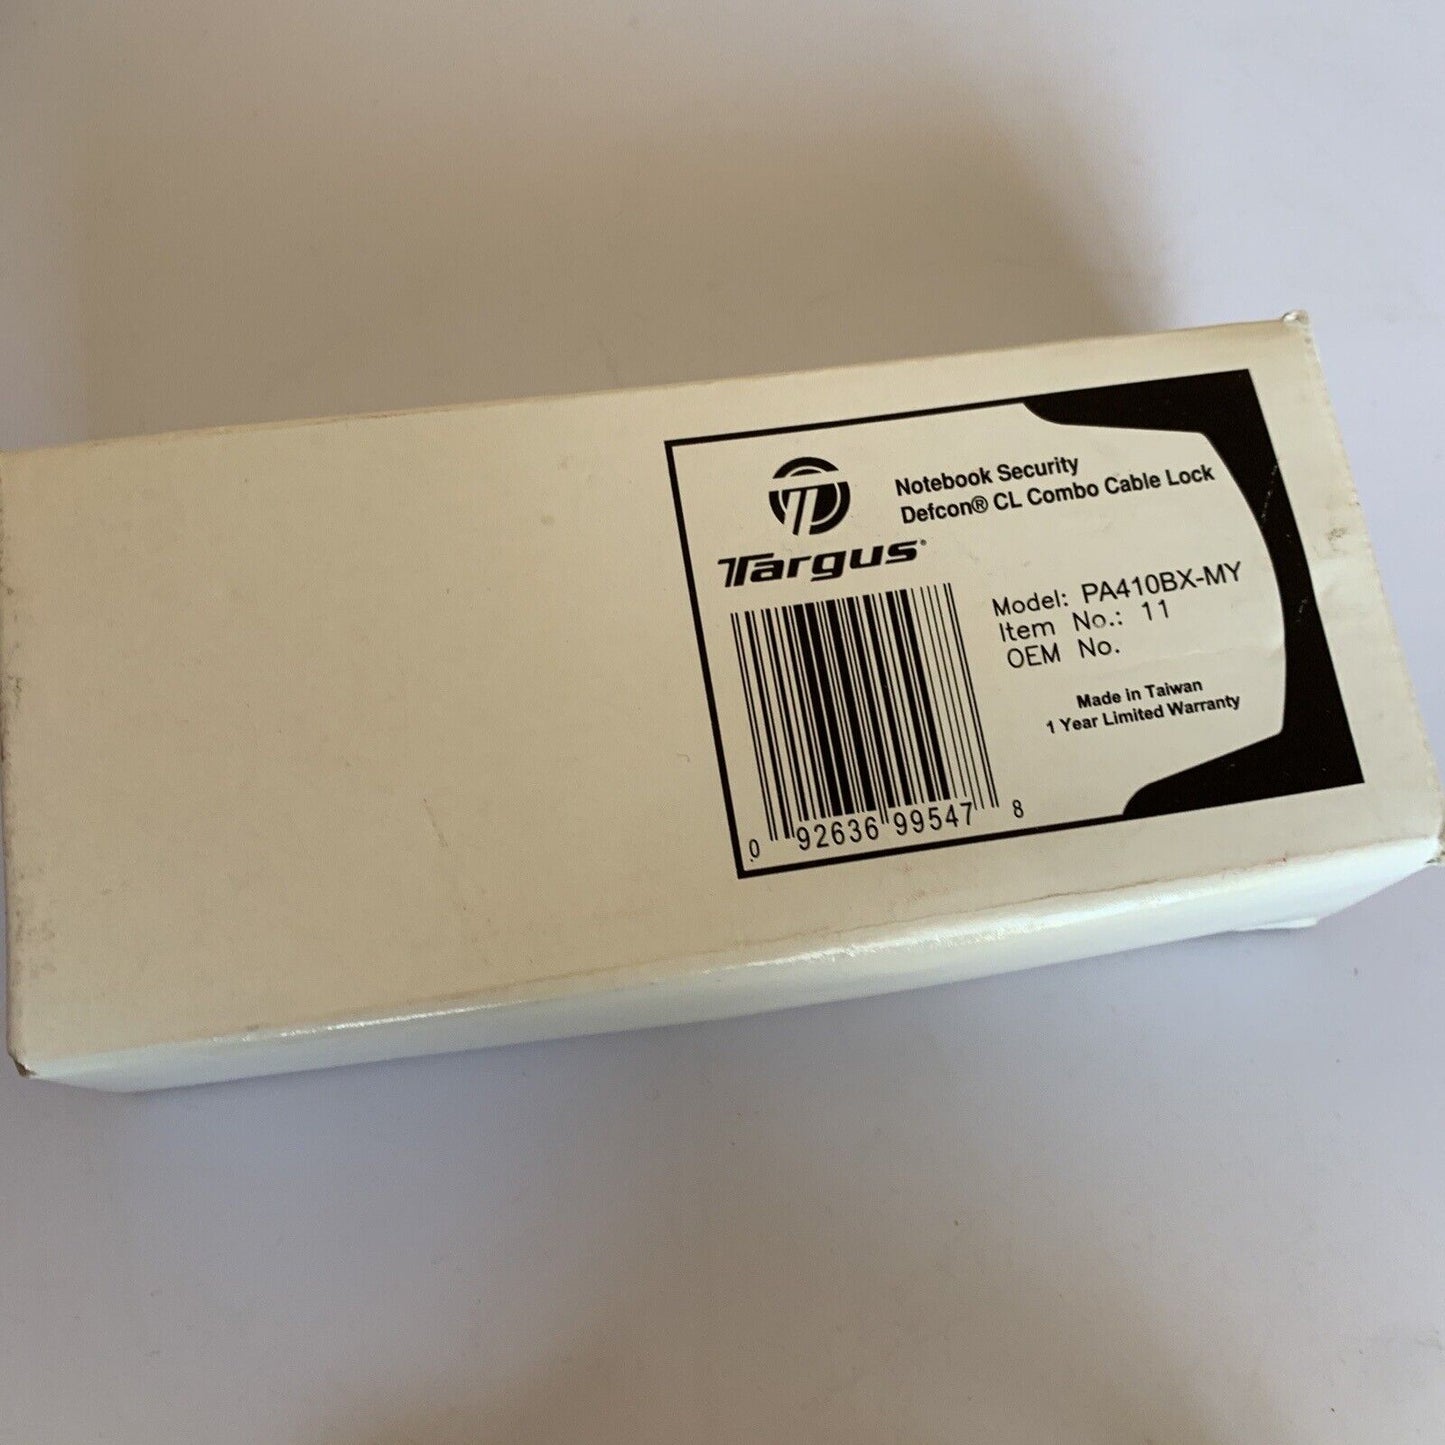 Notebook Security
Defcon® CL Combo Cable Lock
Targus®
Model: PA410BX-MY
Item No.: 11
OEM No.
Made in Taiwan
1 Year Limited Warranty
0 92636 99547 8